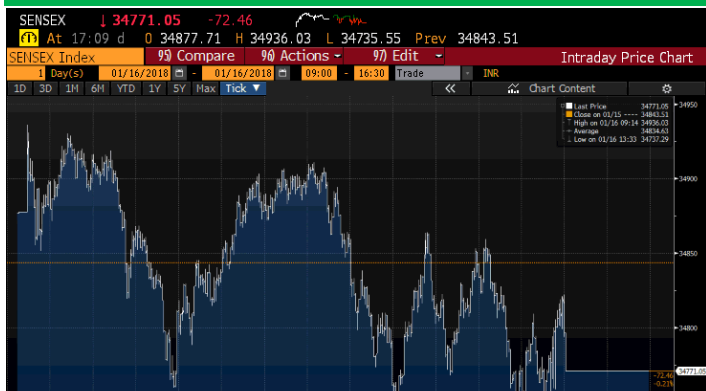 SENSEX ↓ 34771.05 -72.46
At 17:09 d O 34877.71 H 34936.03 L 34735.55 Prev 34843.51
SENSEX Index 95) Compare 96) Actions 97) Edit Intraday Price Chart
1 Day(s) 01/16/2018 - 01/16/2018 09:00 - 16:30 Trade INR
1D 3D 1M 6M YTD 1Y 5Y Max Tick ▼ « Chart Content
Last Price 34771.05
Close on 01/15 ---- 34843.51
High on 01/16 09:14 34936.03
Average 34834.63
Low on 01/16 13:33 34737.29
34950
34900
34850
34800
34771.05
-72.46
-0.21%